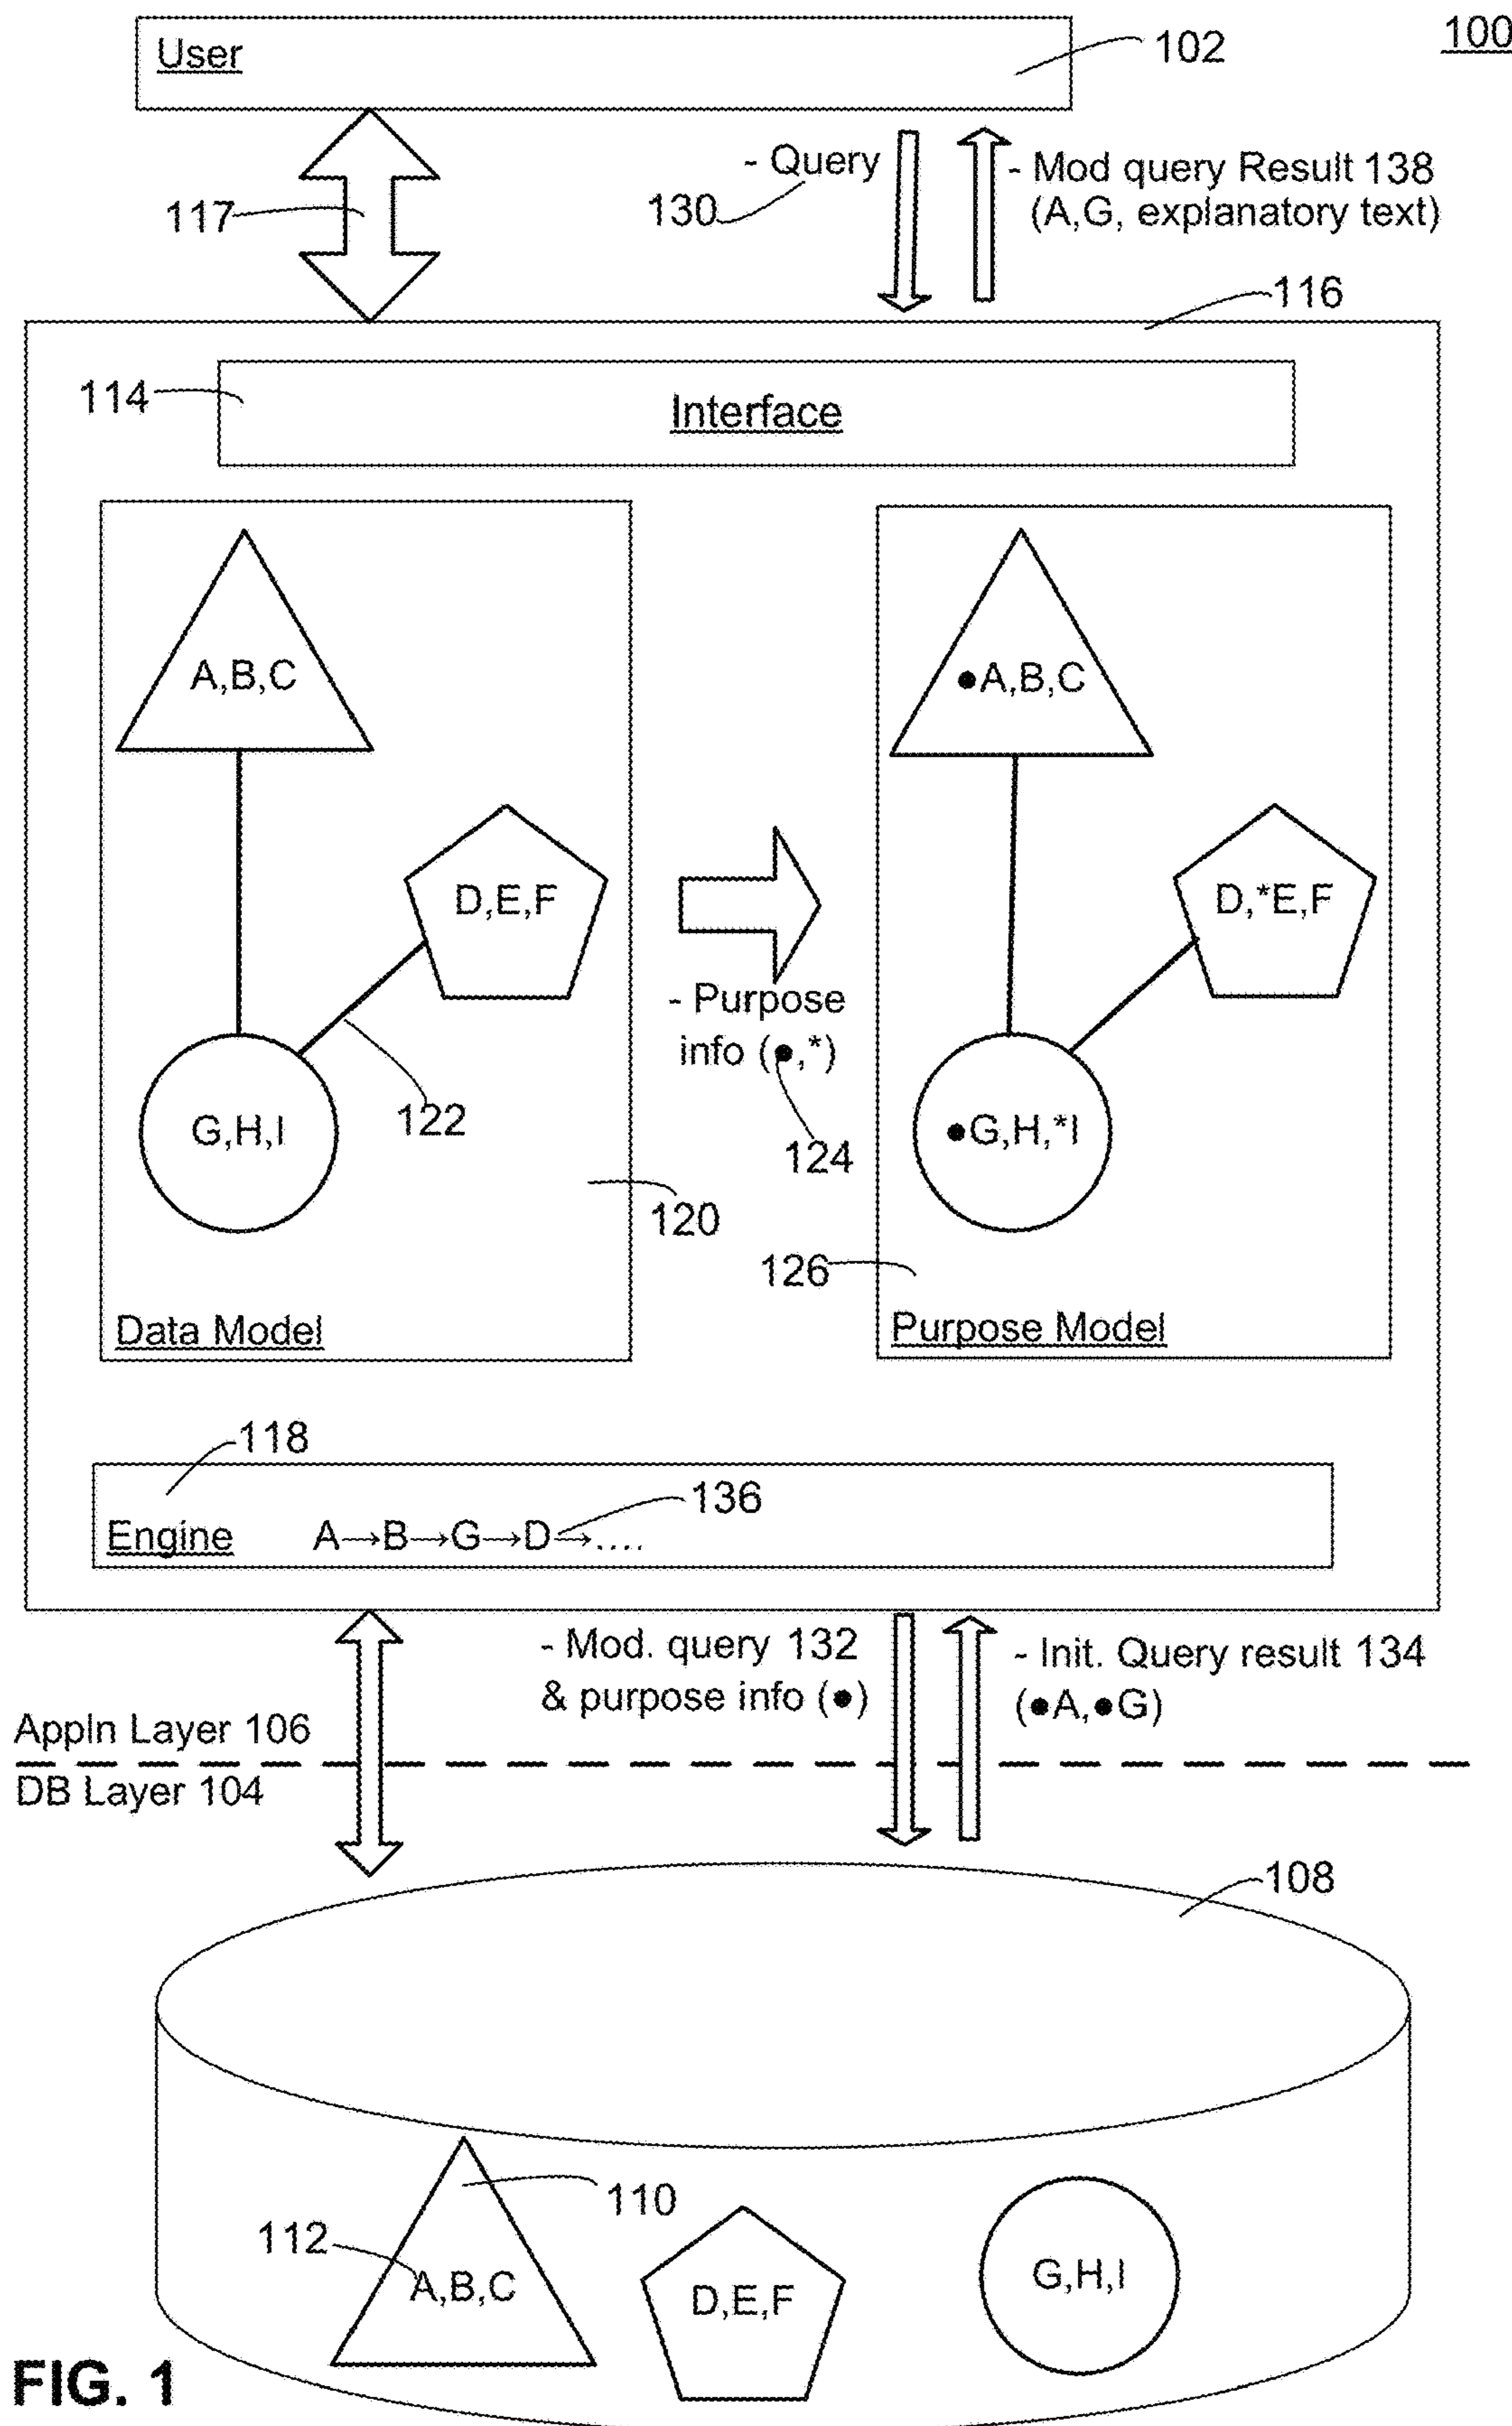 100
User
102
- Query
130
- Mod query Result 138
(A,G, explanatory text)
117
116
114
Interface
A,B,C
●A,B,C
D,E,F
D,*E,F
- Purpose
info (●,*)
G,H,I
122
124
●G,H,*I
120
126
Data Model
Purpose Model
118
136
Engine
A→B→G→D→....
- Mod. query 132
& purpose info (●)
- Init. Query result 134
(●A,●G)
Appln Layer 106
DB Layer 104
108
110
112
A,B,C
D,E,F
G,H,I
FIG. 1